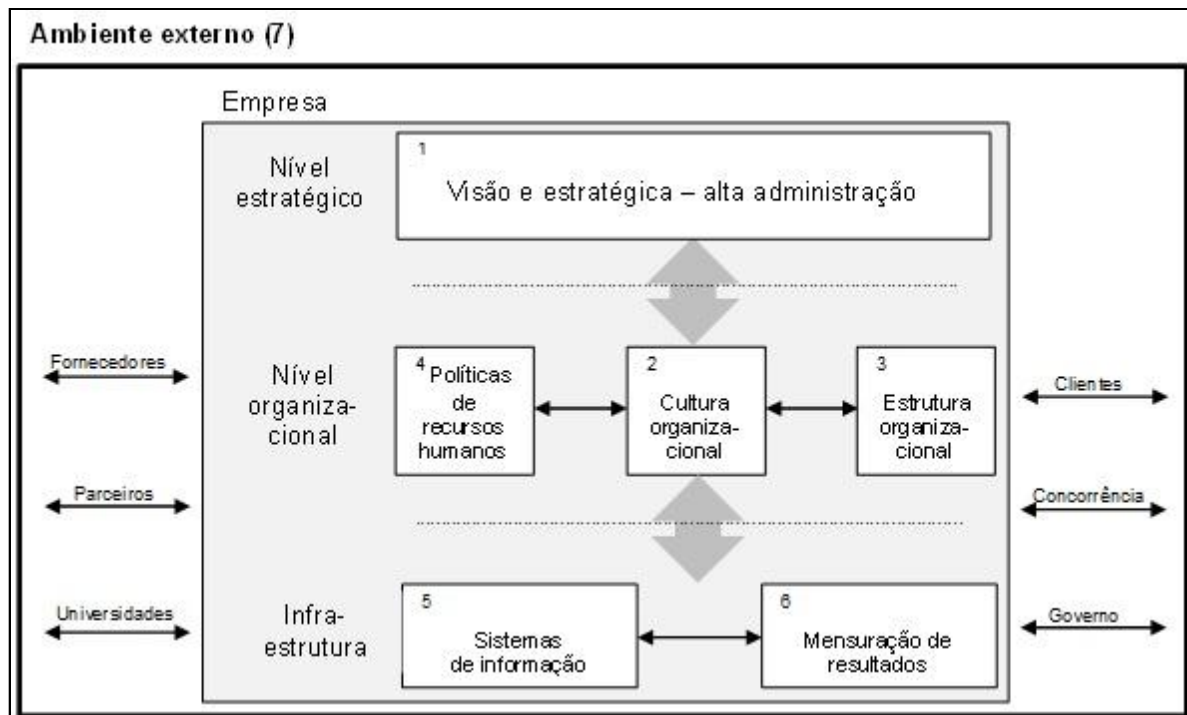 Ambiente externo (7)
Empresa
Nível
estratégico
1
Visão e estratégica – alta administração
Fornecedores
Nível
organiza-
cional
4 Políticas
de
recursos
humanos
2
Cultura
organiza-
cional
3
Estrutura
organiza-
cional
Clientes
Parceiros
Concorrência
Universidades
Infra-
estrutura
5
Sistemas
de informação
6
Mensuração de
resultados
Governo